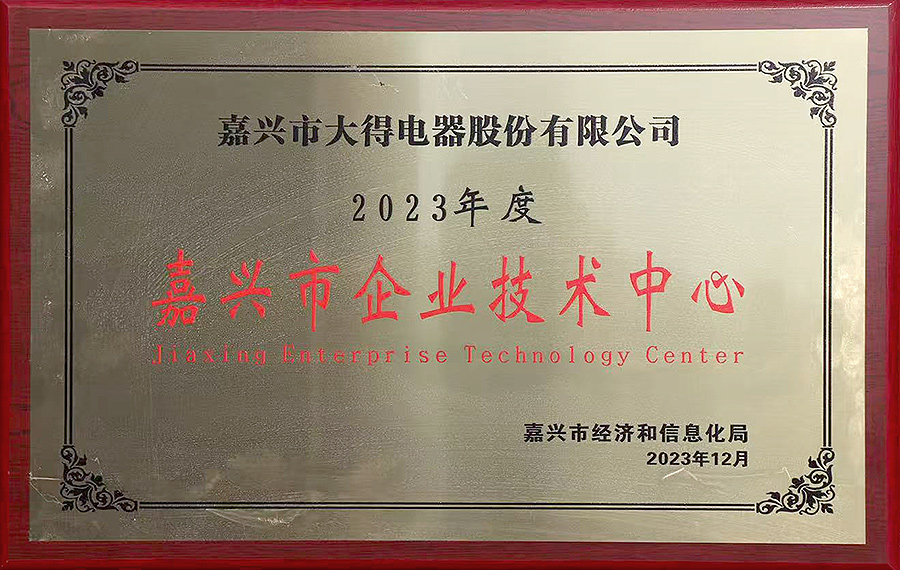 嘉兴市大得电器股份有限公司
2023年度
嘉兴市企业技术中心
Jiaxing Enterprise Technology Center
嘉兴市经济和信息化局
2023年12月